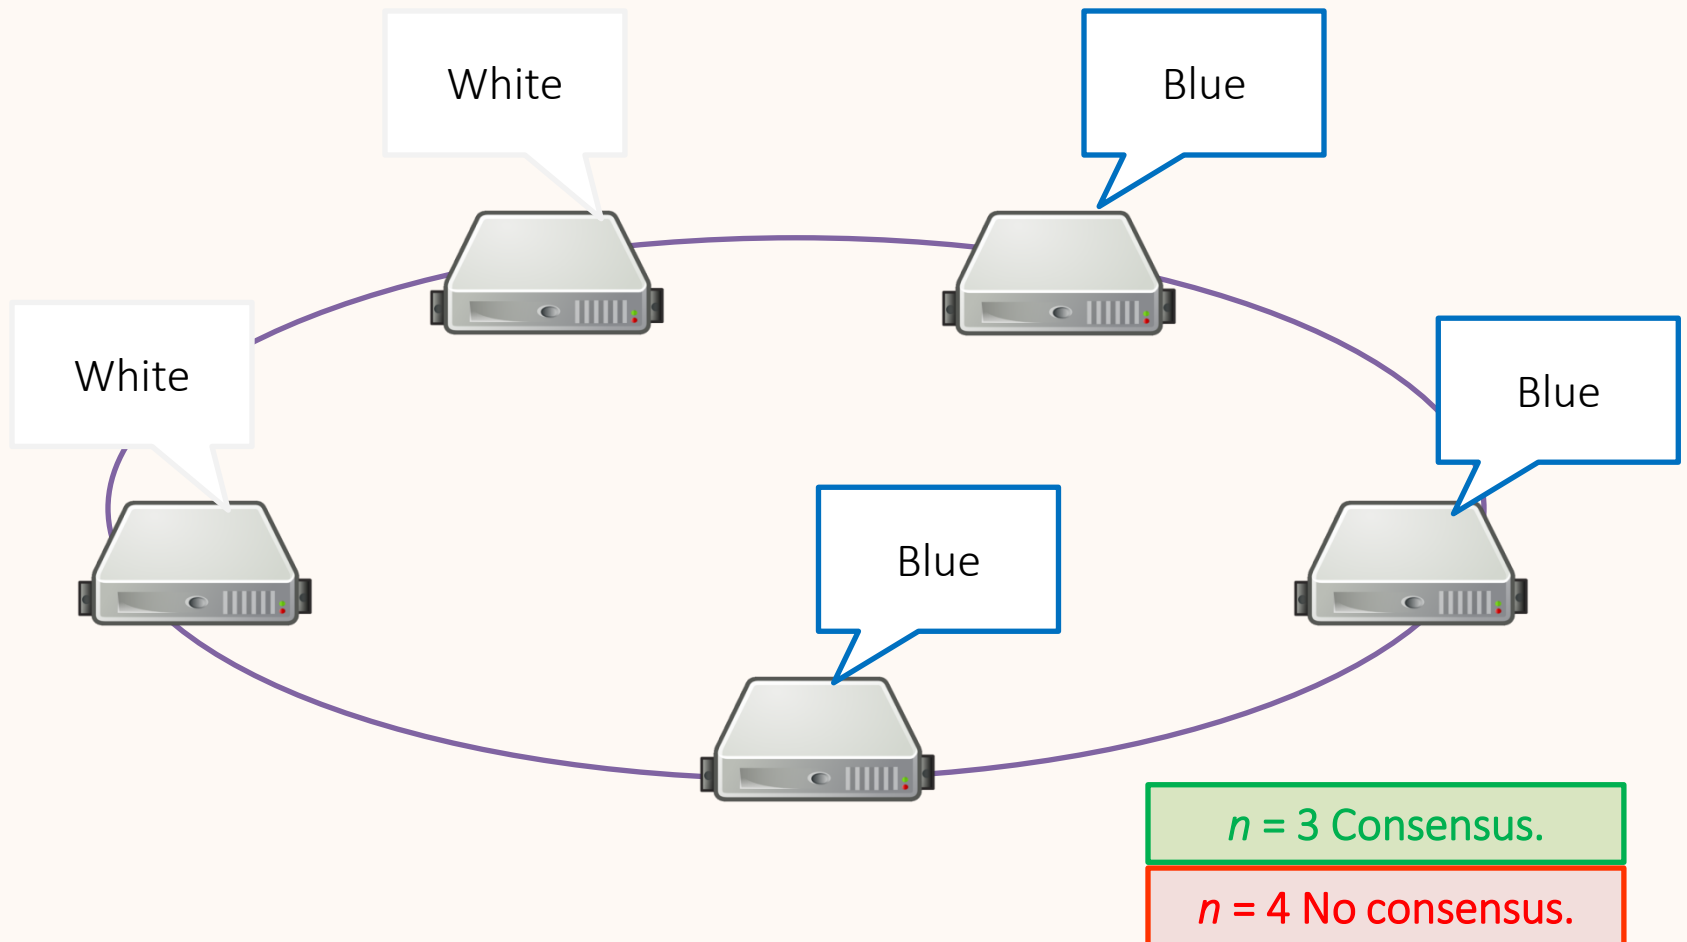 White
Blue
White
Blue
Blue
n = 3 Consensus.
n = 4 No consensus.